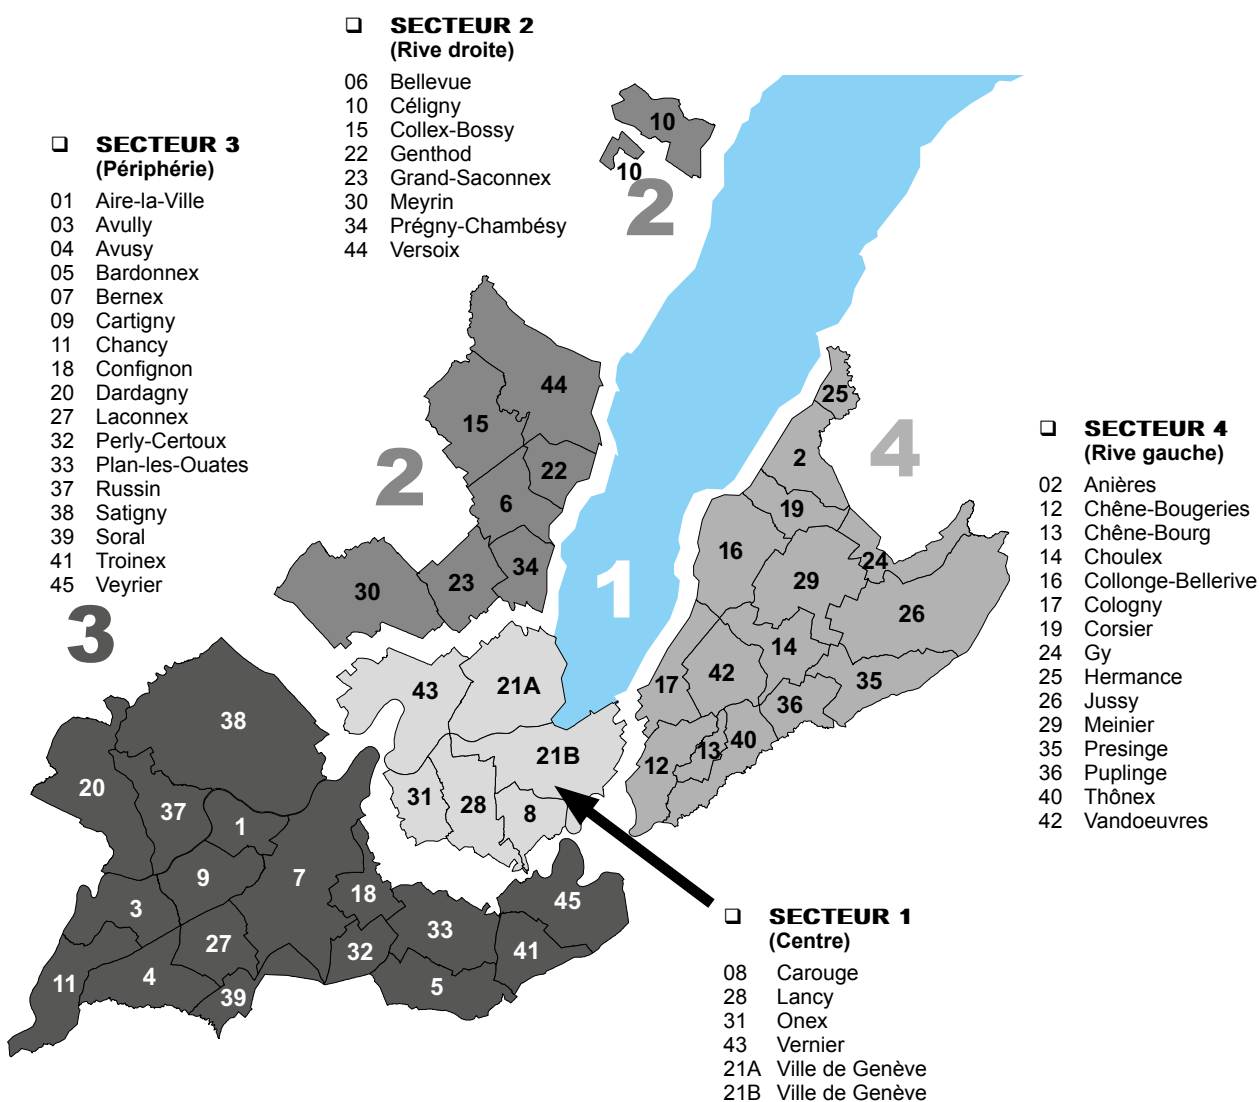 ❑ SECTEUR 2
(Rive droite)
06 Bellevue
10 Céligny
15 Collex-Bossy
22 Genthod
23 Grand-Saconnex
30 Meyrin
34 Prégny-Chambésy
44 Versoix
❑ SECTEUR 3
(Périphérie)
01 Aire-la-Ville
03 Avully
04 Avusy
05 Bardonnex
07 Bernex
09 Cartigny
11 Chancy
18 Confignon
20 Dardagny
27 Laconnex
32 Perly-Certoux
33 Plan-les-Ouates
37 Russin
38 Satigny
39 Soral
41 Troinex
45 Veyrier
❑ SECTEUR 4
(Rive gauche)
02 Anières
12 Chêne-Bougeries
13 Chêne-Bourg
14 Choulex
16 Collonge-Bellerive
17 Cologny
19 Corsier
24 Gy
25 Hermance
26 Jussy
29 Meinier
35 Presinge
36 Puplinge
40 Thônex
42 Vandoeuvres
❑ SECTEUR 1
(Centre)
08 Carouge
28 Lancy
31 Onex
43 Vernier
21A Ville de Genève
21B Ville de Genève
10
10
2
44
15
22
6
34
23
30
2
1
4
25
2
19
16
29
24
26
14
42
17
35
36
40
13
12
3
43
21A
21B
31
28
8
38
20
37
1
9
7
18
3
27
33
45
32
41
11
4
39
5